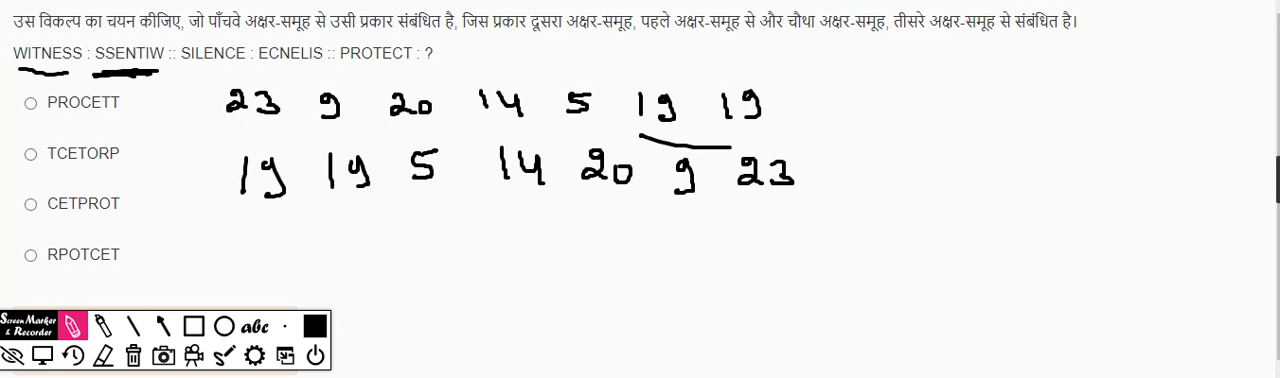 उस विकल्प का चयन कीजिए, जो पाँचवे अक्षर-समूह से उसी प्रकार संबंधित है, जिस प्रकार दूसरा अक्षर-समूह, पहले अक्षर-समूह से और चौथा अक्षर-समूह, तीसरे अक्षर-समूह से संबंधित है।
WITNESS : SSENTIW :: SILENCE : ECNELIS :: PROTECT : ?
PROCETT
23 9 20 14 5 19 19
TCETORP
19 19 5 14 20 9 23
CETPROT
RPOTCET
Screen Marker & Recorder
abc